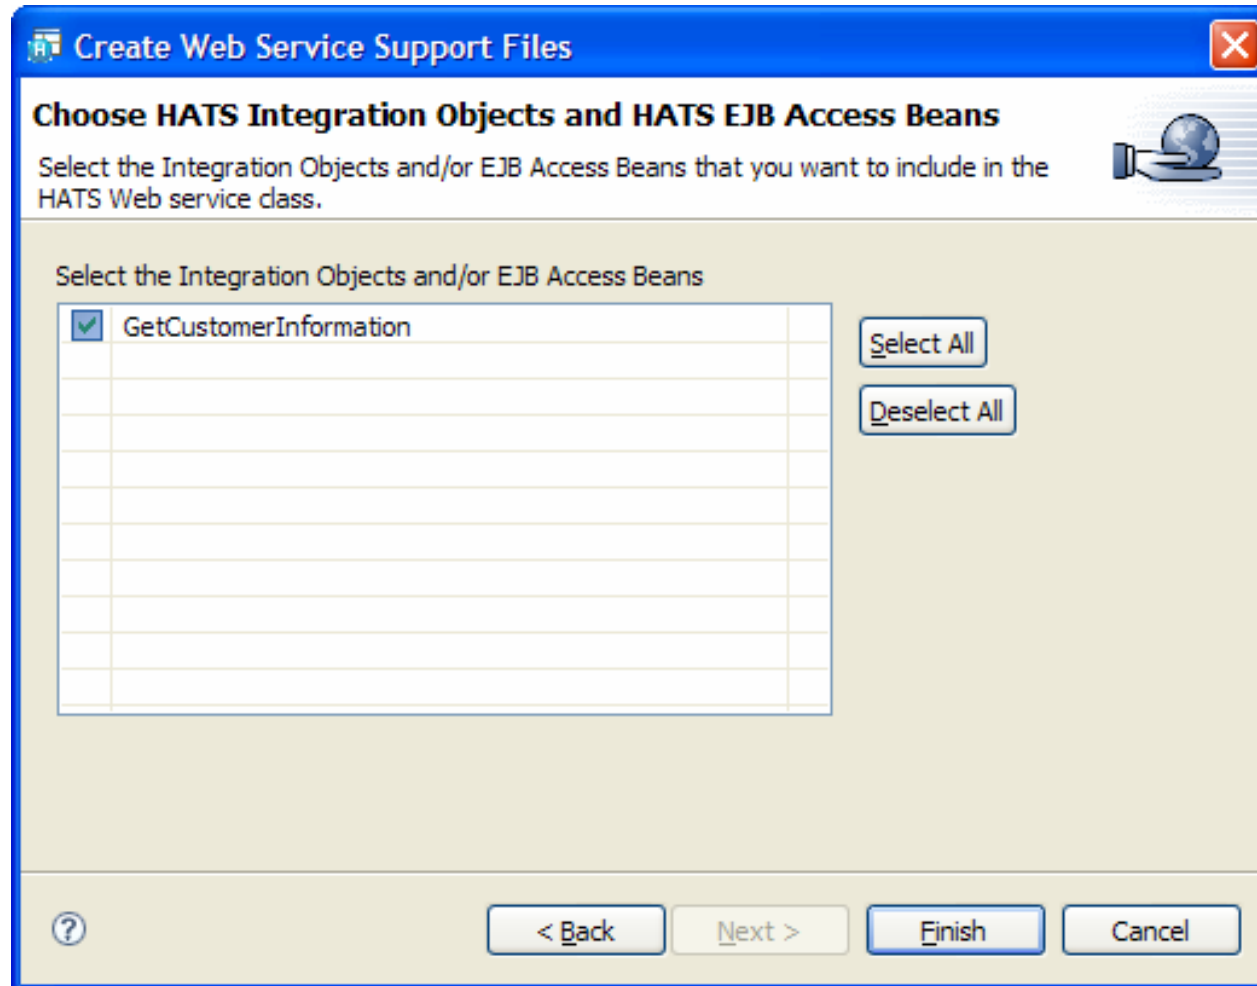 Create Web Service Support Files
Choose HATS Integration Objects and HATS EJB Access Beans
Select the Integration Objects and/or EJB Access Beans that you want to include in the
HATS Web service class.
Select the Integration Objects and/or EJB Access Beans
GetCustomerInformation
Select All
Deselect All
< Back
Next >
Finish
Cancel